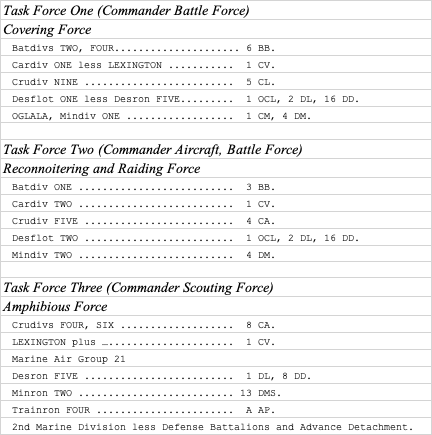 Task Force One (Commander Battle Force)
Covering Force
Batdivs TWO, FOUR.................... 6 BB.
Cardiv ONE less LEXINGTON ........... 1 CV.
Crudiv NINE ......................... 5 CL.
Desflot ONE less Desron FIVE......... 1 OCL, 2 DL, 16 DD.
OGLALA, Mindiv ONE .................. 1 CM, 4 DM.
Task Force Two (Commander Aircraft, Battle Force)
Reconnoitering and Raiding Force
Batdiv ONE .......................... 3 BB.
Cardiv TWO .......................... 1 CV.
Crudiv FIVE ......................... 4 CA.
Desflot TWO ......................... 1 OCL, 2 DL, 16 DD.
Mindiv TWO .......................... 4 DM.
Task Force Three (Commander Scouting Force)
Amphibious Force
Crudivs FOUR, SIX ................... 8 CA.
LEXINGTON plus ….................... 1 CV.
Marine Air Group 21
Desron FIVE ......................... 1 DL, 8 DD.
Minron TWO ......................... 13 DMS.
Trainron FOUR ....................... A AP.
2nd Marine Division less Defense Battalions and Advance Detachment.